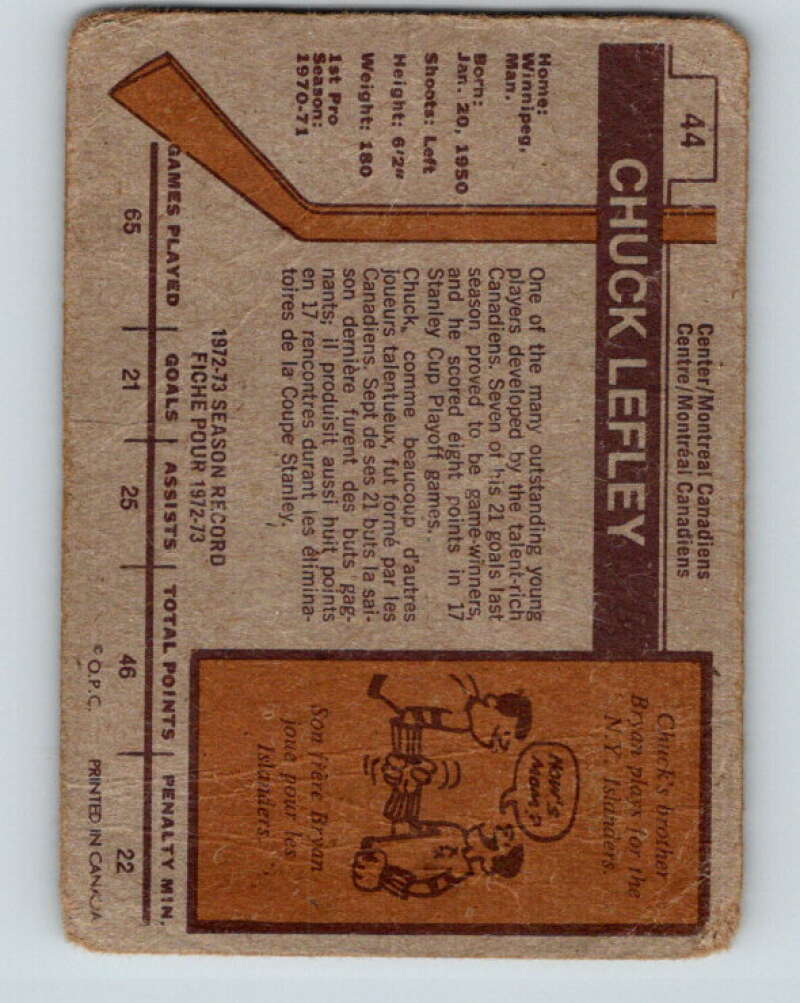 44
Center/Montreal Canadiens
Centre/Montréal Canadiens
CHUCK LEFLEY
Home:
Winnipeg,
Man.
Born:
Jan. 20, 1950
Shoots: Left
Height: 6'2"
Weight: 180
1st Pro
Season:
1970-71
One of the many outstanding young
players developed by the talent-rich
Canadiens. Seven of his 21 goals last
season proved to be game-winners,
and he scored eight points in 17
Stanley Cup Playoff games.
Chuck, comme beaucoup d'autres
joueurs talentueux, fut formé par les
Canadiens. Sept de ses 21 buts la sai-
son dernière furent des buts gag-
nants; il produisit aussi huit points
en 17 rencontres durant les élimina-
toires de la Coupe Stanley.
Chuck's brother
Bryan plays for the
N.Y. Islanders.
HOW'S
MOM?
Son frère Bryan
joue pour les
Islanders.
1972-73 SEASON RECORD
FICHE POUR 1972-73
GAMES PLAYED | GOALS | ASSISTS | TOTAL POINTS | PENALTY MIN.
65 21 25 46 22
© O.P.C. PRINTED IN CANADA